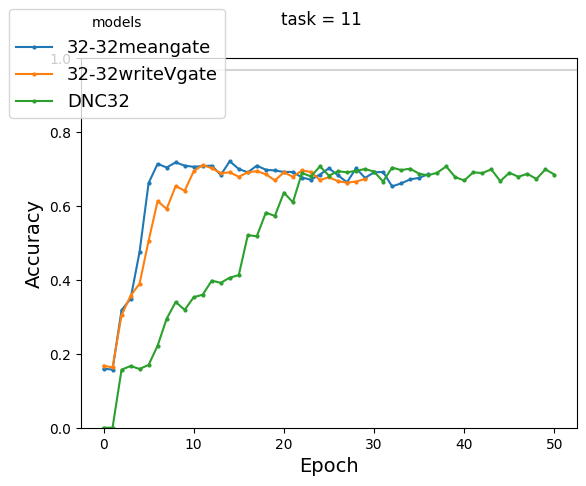 task = 11
models
32-32meangate
32-32writeVgate
DNC32
1.0
0.8
0.6
0.4
0.2
0.0
Accuracy
0 10 20 30 40 50
Epoch